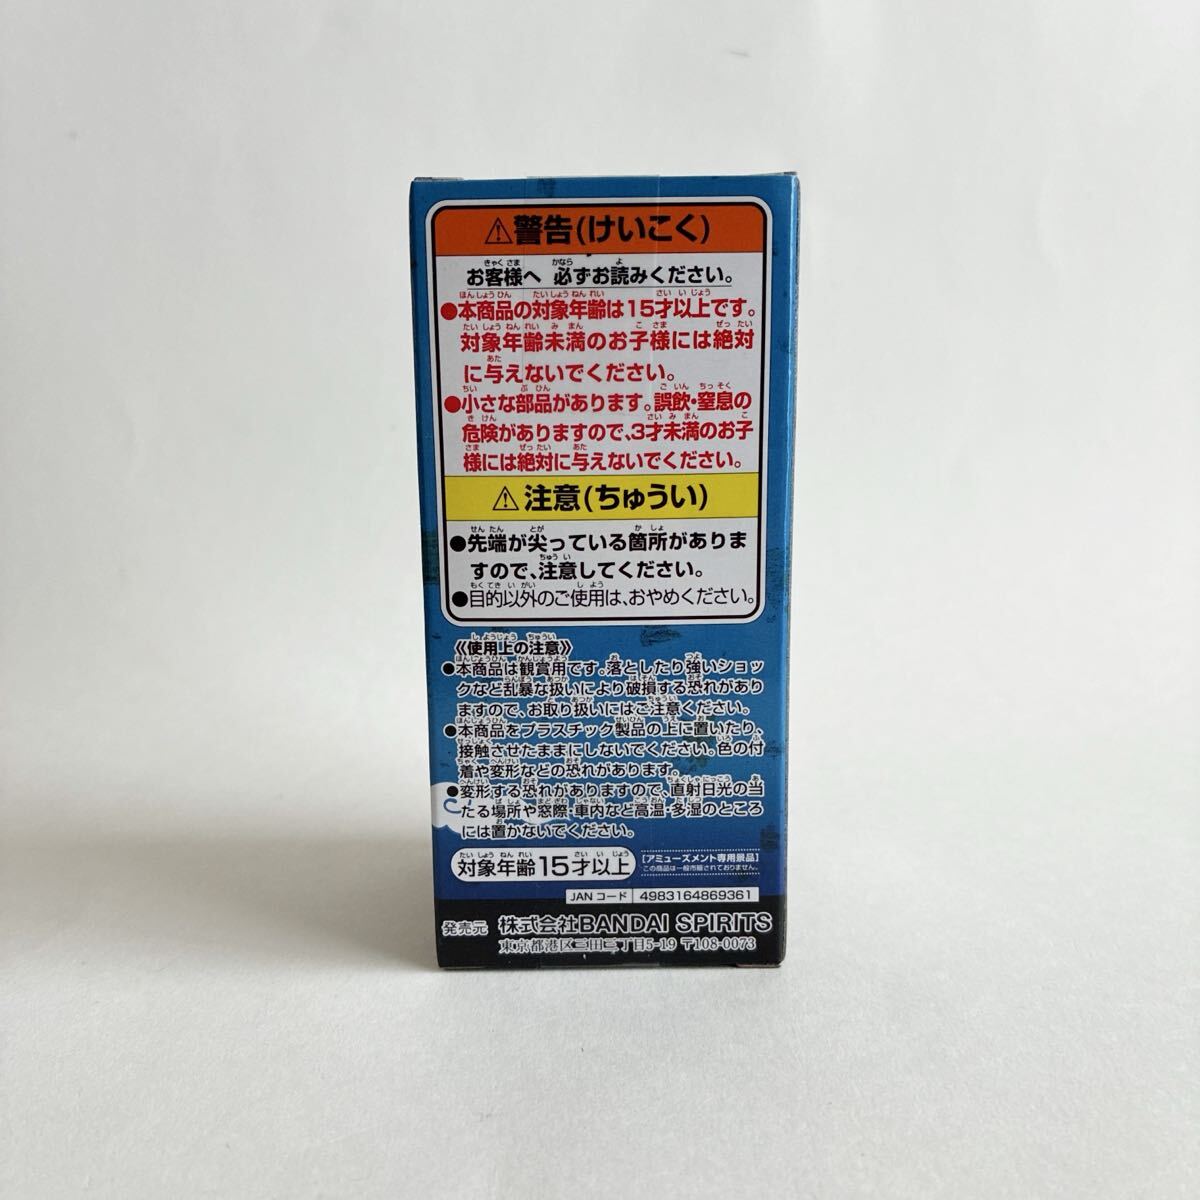 ⚠警告(けいこく)
お客様へ 必ずお読みください。
●本商品の対象年齢は15才以上です。
対象年齢未満のお子様には絶対
に与えないでください。
●小さな部品があります。誤飲・窒息の
危険がありますので、3才未満のお子
様には絶対に与えないでください。
⚠注意(ちゅうい)
●先端が尖っている箇所がありま
すので、注意してください。
●目的以外のご使用は、おやめください。
《使用上の注意》
●本商品は観賞用です。落としたり強いショッ
クなど乱暴な扱いにより破損する恐れがあり
ますので、お取り扱いにはご注意ください。
●本商品をプラスチック製品の上に置いたり、
接触させたままにしないでください。色の付
着や変形などの恐れがあります。
●変形する恐れがありますので、直射日光の当
たる場所や窓際・車内など高温・多湿のところ
には置かないでください。
対象年齢15才以上
[アミューズメント専用景品]
この商品は一般市販されておりません。
JANコード 4983164869361
発売元 株式会社BANDAI SPIRITS
東京都港区三田三丁目5-19 〒108-0073